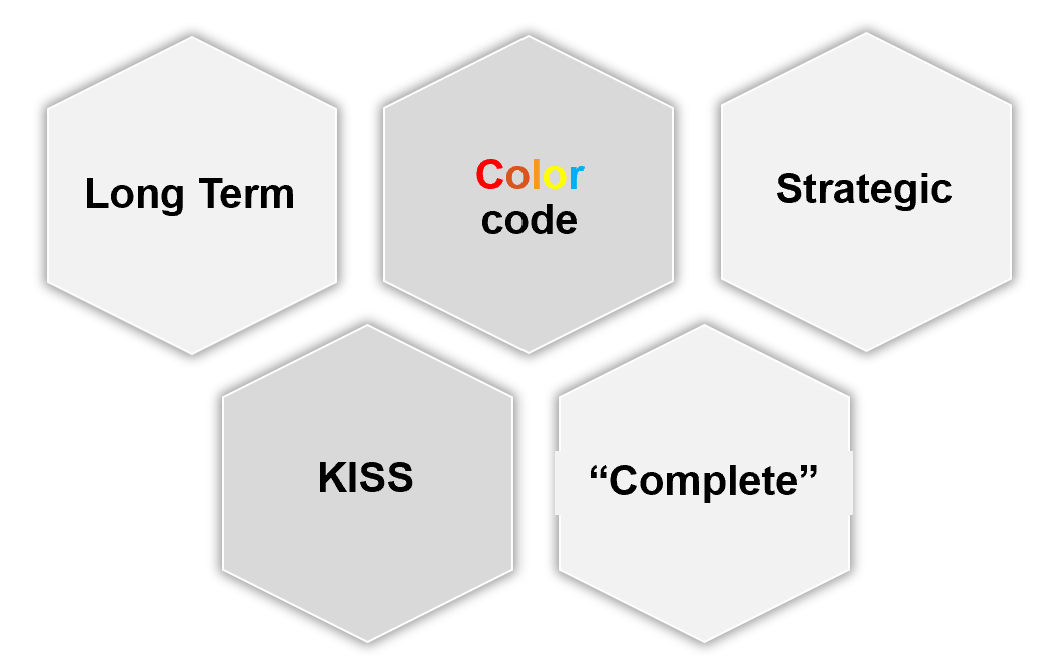 Long Term
Color
code
Strategic
KISS
“Complete”